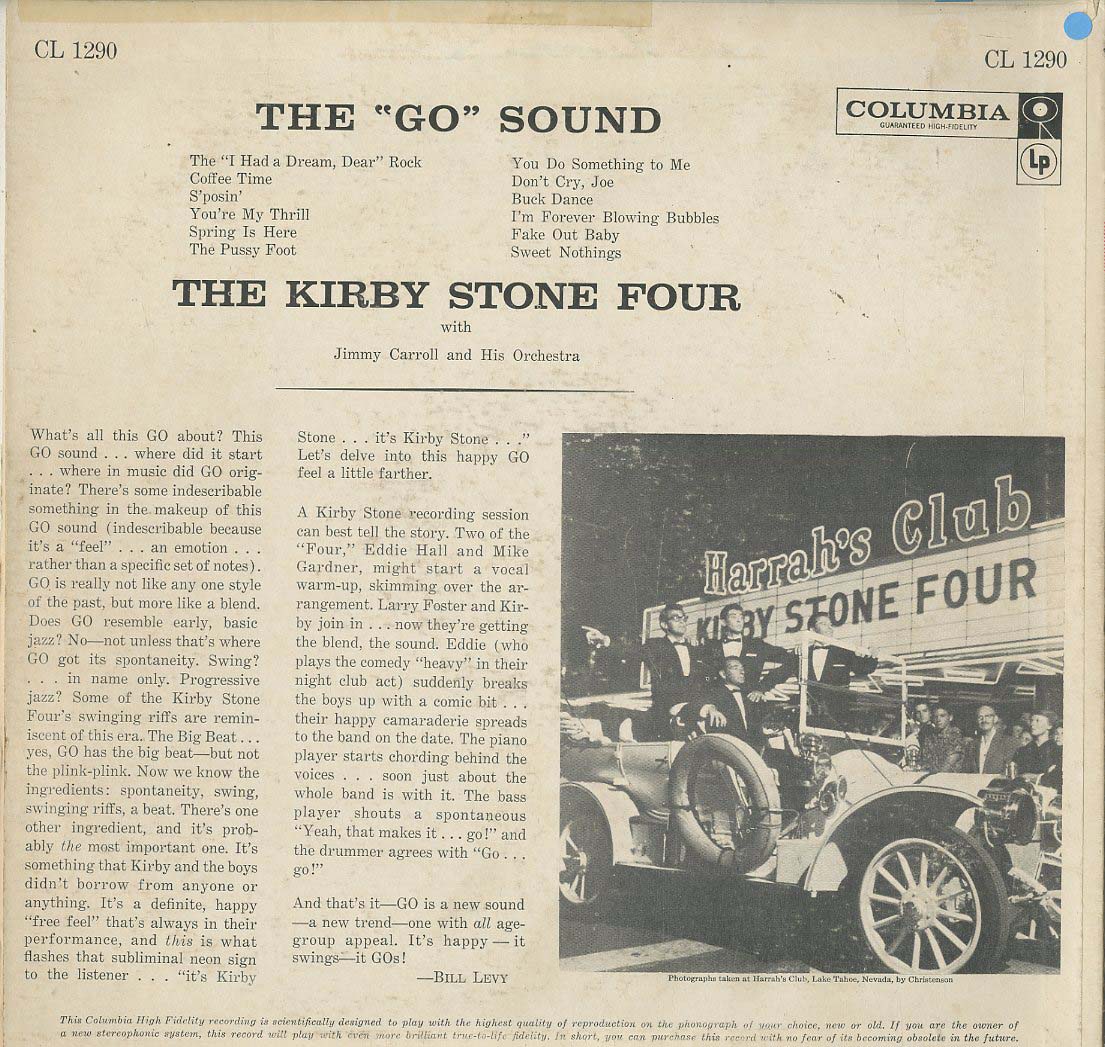 CL 1290
CL 1290
THE “GO” SOUND
COLUMBIA
GUARANTEED HIGH-FIDELITY
Lp
The “I Had a Dream, Dear” Rock
Coffee Time
S’posin’
You’re My Thrill
Spring Is Here
The Pussy Foot
You Do Something to Me
Don’t Cry, Joe
Buck Dance
I’m Forever Blowing Bubbles
Fake Out Baby
Sweet Nothings
THE KIRBY STONE FOUR
with
Jimmy Carroll and His Orchestra
What’s all this GO about? This
GO sound . . . where did it start
. . . where in music did GO orig-
inate? There’s some indescribable
something in the makeup of this
GO sound (indescribable because
it’s a “feel” . . . an emotion . . .
rather than a specific set of notes).
GO is really not like any one style
of the past, but more like a blend.
Does GO resemble early, basic
jazz? No—not unless that’s where
GO got its spontaneity. Swing?
. . . in name only. Progressive
jazz? Some of the Kirby Stone
Four’s swinging riffs are remin-
iscent of this era. The Big Beat . . .
yes, GO has the big beat—but not
the plink-plink. Now we know the
ingredients: spontaneity, swing,
swinging riffs, a beat. There’s one
other ingredient, and it’s prob-
ably the most important one. It’s
something that Kirby and the boys
didn’t borrow from anyone or
anything. It’s a definite, happy
“free feel” that’s always in their
performance, and this is what
flashes that subliminal neon sign
to the listener . . . “it’s Kirby
Stone . . . it’s Kirby Stone . . .”
Let’s delve into this happy GO
feel a little farther.
A Kirby Stone recording session
can best tell the story. Two of the
“Four,” Eddie Hall and Mike
Gardner, might start a vocal
warm-up, skimming over the ar-
rangement. Larry Foster and Kir-
by join in . . . now they’re getting
the blend, the sound. Eddie (who
plays the comedy “heavy” in their
night club act) suddenly breaks
the boys up with a comic bit . . .
their happy camaraderie spreads
to the band on the date. The piano
player starts chording behind the
voices . . . soon just about the
whole band is with it. The bass
player shouts a spontaneous
“Yeah, that makes it . . . go!” and
the drummer agrees with “Go . . .
go!”
And that’s it—GO is a new sound
—a new trend—one with all age-
group appeal. It’s happy — it
swings—it GOs!
—BILL LEVY
Harrah's Club
KIRBY STONE FOUR
Photographs taken at Harrah’s Club, Lake Tahoe, Nevada, by Christenson
This Columbia High Fidelity recording is scientifically designed to play with the highest quality of reproduction on the phonograph of your choice, new or old. If you are the owner of
a new stereophonic system, this record will play with even more brilliant true-to-life fidelity. In short, you can purchase this record with no fear of its becoming obsolete in the future.